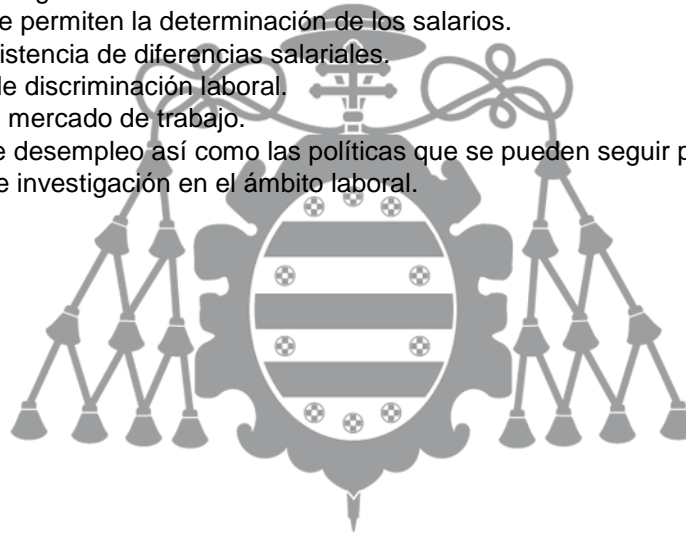 e permiten la determinación de los salarios.
istencia de diferencias salariales.
de discriminación laboral.
mercado de trabajo.
e desempleo así como las políticas que se pueden seguir p
e investigación en el ámbito laboral.